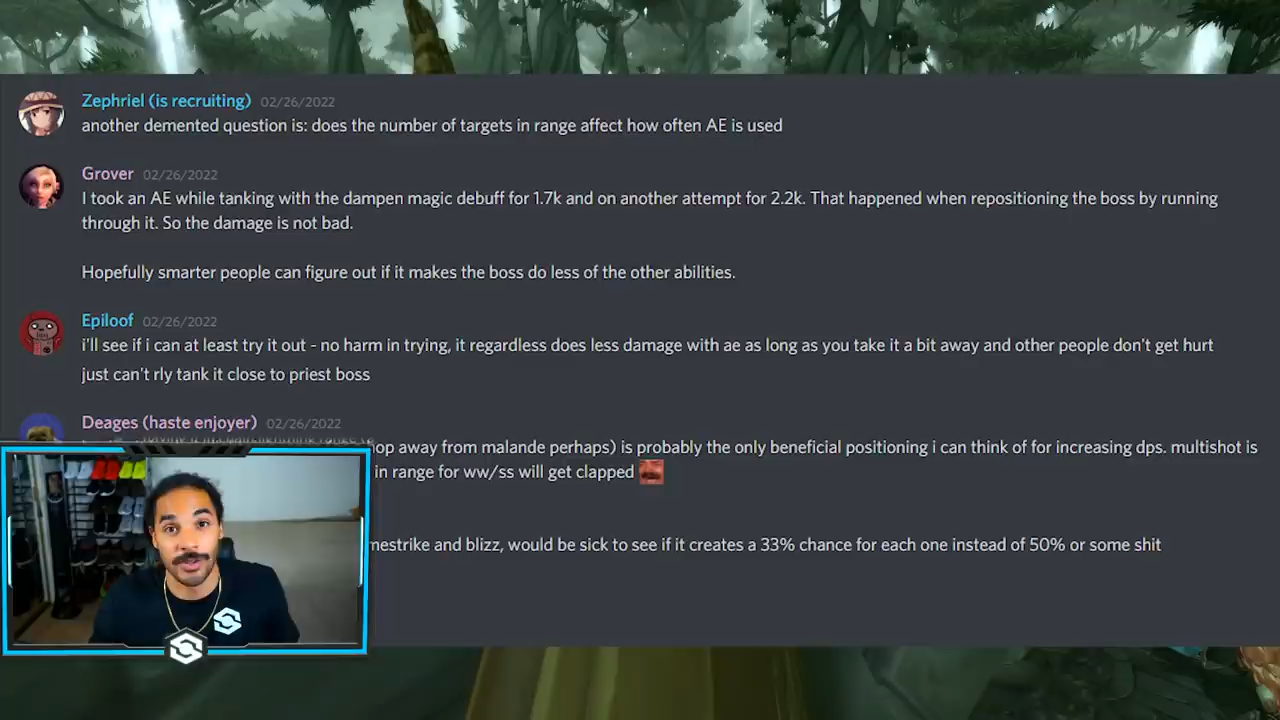 Zephriel (is recruiting) 02/26/2022
another demented question is: does the number of targets in range affect how often AE is used
Grover 02/26/2022
I took an AE while tanking with the dampen magic debuff for 1.7k and on another attempt for 2.2k. That happened when repositioning the boss by running
through it. So the damage is not bad.
Hopefully smarter people can figure out if it makes the boss do less of the other abilities.
Epiloof 02/26/2022
i'll see if i can at least try it out - no harm in trying, it regardless does less damage with ae as long as you take it a bit away and other people don't get hurt
just can't rly tank it close to priest boss
Deages (haste enjoyer) 02/26/2022
away from malande perhaps) is probably the only beneficial positioning i can think of for increasing dps. multishot is
in range for ww/ss will get clapped
and blizz, would be sick to see if it creates a 33% chance for each one instead of 50% or some shit